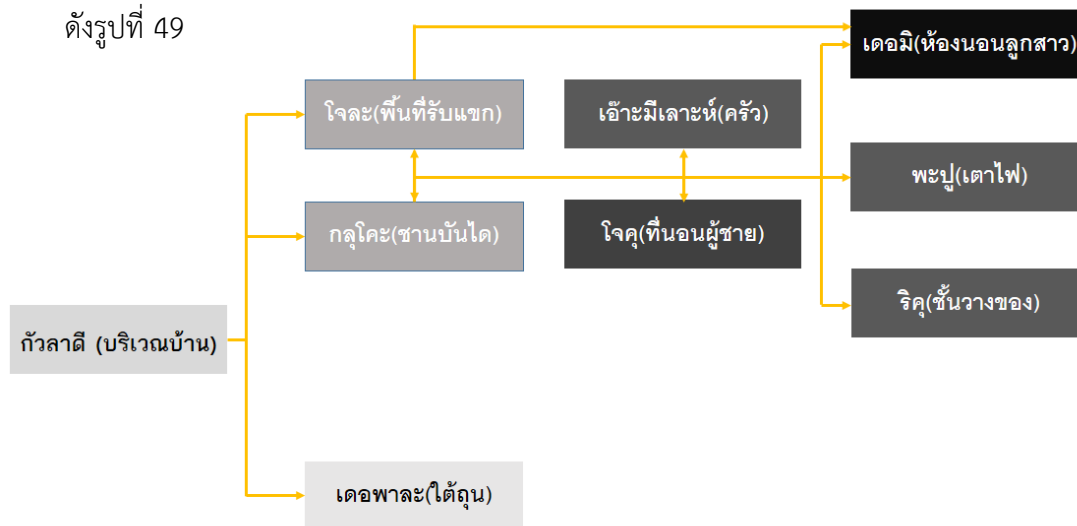 ดังรูปที่ 49
เดอมิ(ห้องนอนลูกสาว)
โจละ(พื้นที่รับแขก)
เอ๊าะมีเลาะห์(ครัว)
พะปู(เตาไฟ)
กลุโคะ(ชานบันได)
โจคุ(ที่นอนผู้ชาย)
ริคุ(ชั้นวางของ)
กัวลาดี (บริเวณบ้าน)
เดอพาละ(ใต้ถุน)